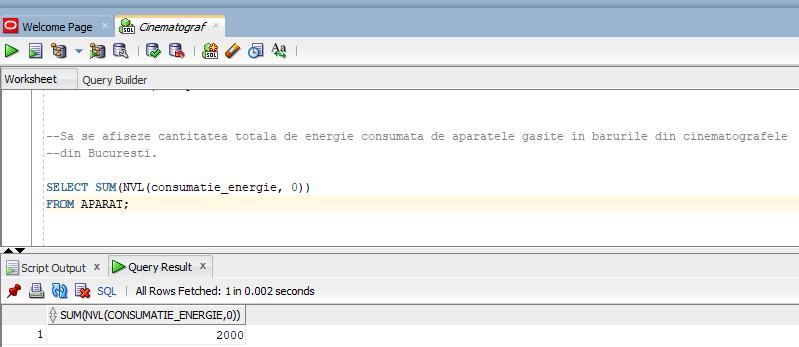 Welcome Page
Cinematograf
Worksheet
Query Builder
--Sa se afiseze cantitatea totala de energie consumata de aparatele gasite in barurile din cinematografele
--din Bucuresti.
SELECT SUM(NVL(consumatie_energie, 0))
FROM APARAT;
Script Output x
Query Result x
SQL | All Rows Fetched: 1 in 0.002 seconds
SUM(NVL(CONSUMATIE_ENERGIE,0))
1 2000